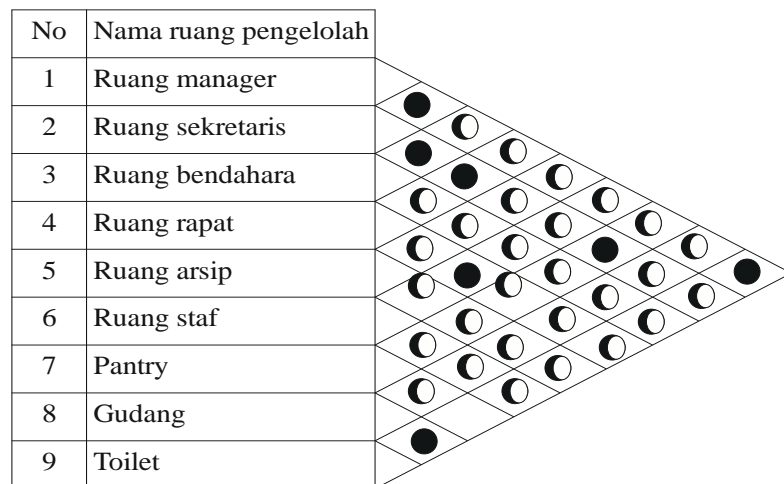 No Nama ruang pengelolah
1 Ruang manager
2 Ruang sekretaris
3 Ruang bendahara
4 Ruang rapat
5 Ruang arsip
6 Ruang staf
7 Pantry
8 Gudang
9 Toilet